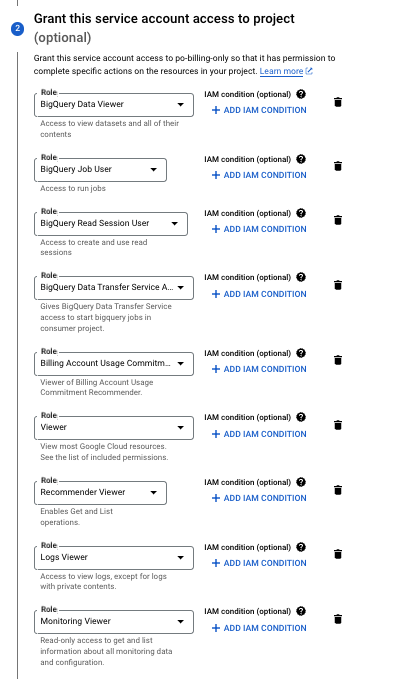 2
Grant this service account access to project
(optional)
Grant this service account access to po-billing-only so that it has permission to
complete specific actions on the resources in your project. Learn more
Role
BigQuery Data Viewer
Access to view datasets and all of their
contents
IAM condition (optional)
+ ADD IAM CONDITION
Role
BigQuery Job User
Access to run jobs
IAM condition (optional)
+ ADD IAM CONDITION
Role
BigQuery Read Session User
Access to create and use read
sessions
IAM condition (optional)
+ ADD IAM CONDITION
Role
BigQuery Data Transfer Service A...
Gives BigQuery Data Transfer Service
access to start bigquery jobs in
consumer project.
IAM condition (optional)
+ ADD IAM CONDITION
Role
Billing Account Usage Commitm...
Viewer of Billing Account Usage
Commitment Recommender.
IAM condition (optional)
+ ADD IAM CONDITION
Role
Viewer
View most Google Cloud resources.
See the list of included permissions.
IAM condition (optional)
+ ADD IAM CONDITION
Role
Recommender Viewer
Enables Get and List
operations.
IAM condition (optional)
+ ADD IAM CONDITION
Role
Logs Viewer
Access to view logs, except for logs
with private contents.
IAM condition (optional)
+ ADD IAM CONDITION
Role
Monitoring Viewer
Read-only access to get and list
information about all monitoring data
and configuration.
IAM condition (optional)
+ ADD IAM CONDITION